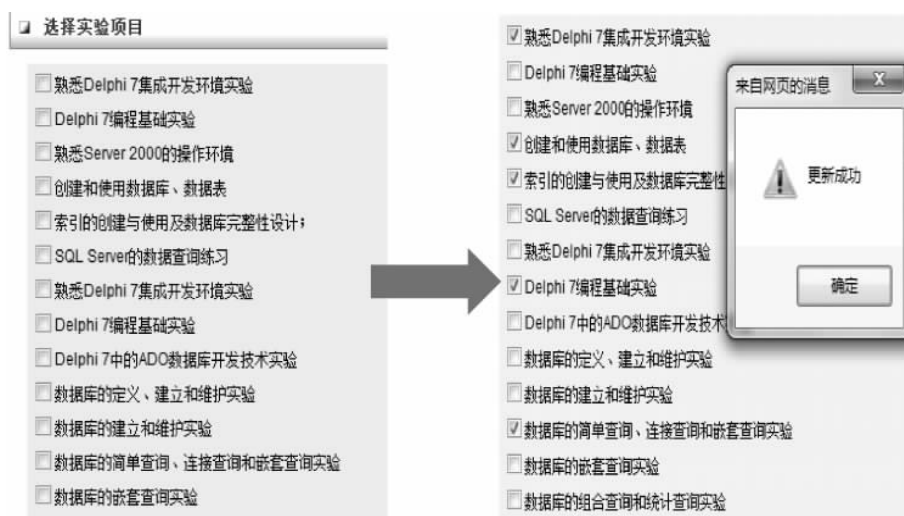 选择实验项目
熟悉Delphi 7集成开发环境实验
Delphi 7编程基础实验
熟悉Server 2000的操作环境
创建和使用数据库、数据表
索引的创建与使用及数据库完整性设计;
SQL Server的数据查询练习
熟悉Delphi 7集成开发环境实验
Delphi 7编程基础实验
Delphi 7中的ADO数据库开发技术实验
数据库的定义、建立和维护实验
数据库的建立和维护实验
数据库的简单查询、连接查询和嵌套查询实验
数据库的嵌套查询实验
熟悉Delphi 7集成开发环境实验
Delphi 7编程基础实验
熟悉Server 2000的操作环境
创建和使用数据库、数据表
索引的创建与使用及数据库完整性
SQL Server的数据查询练习
熟悉Delphi 7集成开发环境实验
Delphi 7编程基础实验
Delphi 7中的ADO数据库开发技术
数据库的定义、建立和维护实验
数据库的建立和维护实验
数据库的简单查询、连接查询和嵌套查询实验
数据库的嵌套查询实验
数据库的组合查询和统计查询实验
来自网页的消息
更新成功
确定